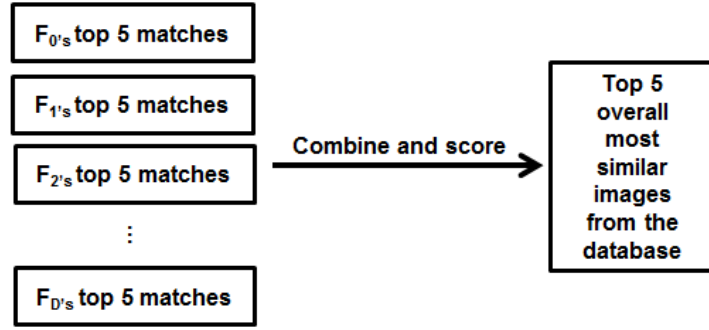 F0's top 5 matches
F1's top 5 matches
F2's top 5 matches
⋮
FD's top 5 matches
Combine and score
Top 5
overall
most
similar
images
from the
database